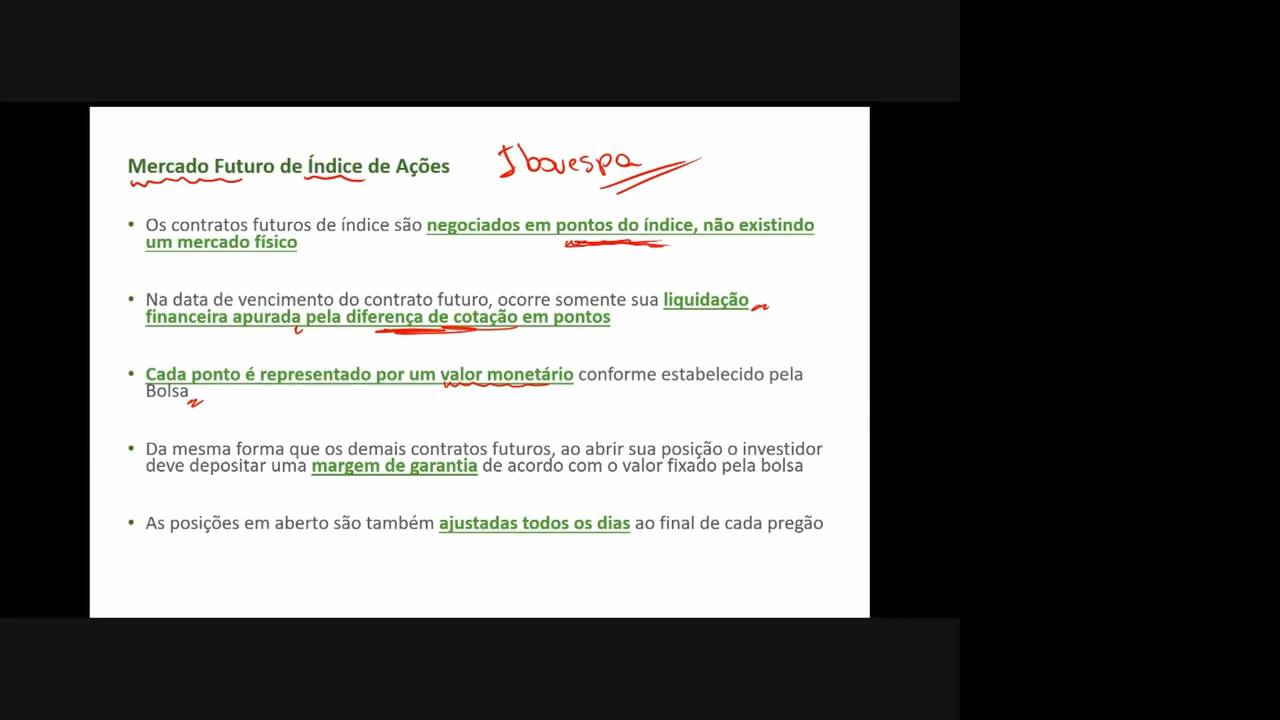 Mercado Futuro de Índice de Ações Ibovespa
• Os contratos futuros de índice são negociados em pontos do índice, não existindo
um mercado físico
• Na data de vencimento do contrato futuro, ocorre somente sua liquidação
financeira apurada pela diferença de cotação em pontos
• Cada ponto é representado por um valor monetário conforme estabelecido pela
Bolsa
• Da mesma forma que os demais contratos futuros, ao abrir sua posição o investidor
deve depositar uma margem de garantia de acordo com o valor fixado pela bolsa
• As posições em aberto são também ajustadas todos os dias ao final de cada pregão